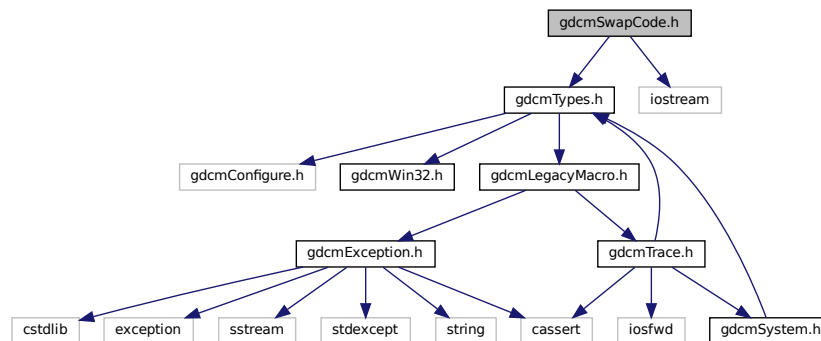 gdcmSwapCode.h
gdcmTypes.h
iostream
gdcmConfigure.h
gdcmWin32.h
gdcmLegacyMacro.h
gdcmException.h
gdcmTrace.h
cstdlib
exception
sstream
stdexcept
string
cassert
iosfwd
gdcmSystem.h